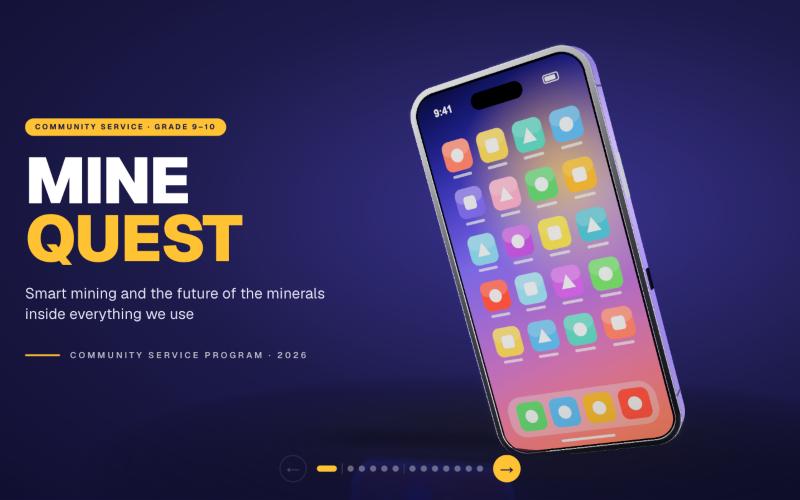 COMMUNITY SERVICE · GRADE 9–10
MINE
QUEST
Smart mining and the future of the minerals
inside everything we use
COMMUNITY SERVICE PROGRAM · 2026
9:41
←
→